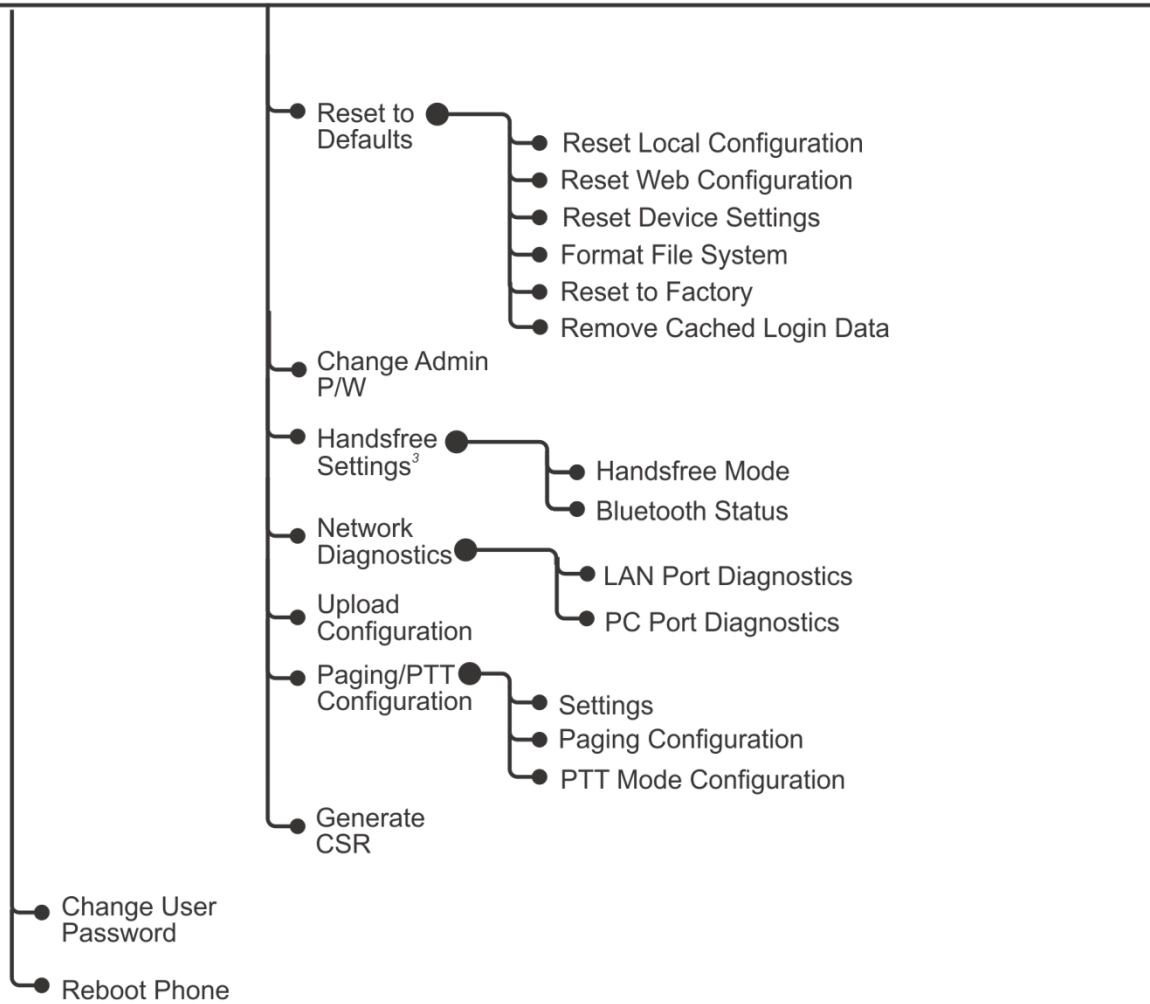 Reset to
Defaults
Reset Local Configuration
Reset Web Configuration
Reset Device Settings
Format File System
Reset to Factory
Remove Cached Login Data
Change Admin
P/W
Handsfree
Settings³
Handsfree Mode
Bluetooth Status
Network
Diagnostics
LAN Port Diagnostics
PC Port Diagnostics
Upload
Configuration
Paging/PTT
Configuration
Settings
Paging Configuration
PTT Mode Configuration
Generate
CSR
Change User
Password
Reboot Phone